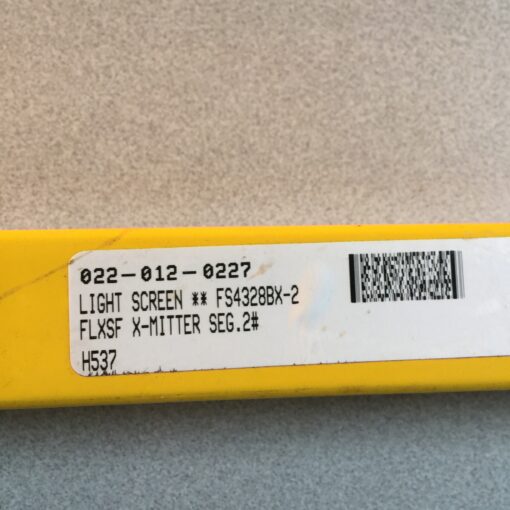 022-012-0227
LIGHT SCREEN ** FS4328BX-2
FLXSF X-MITTER SEG.2#
H537